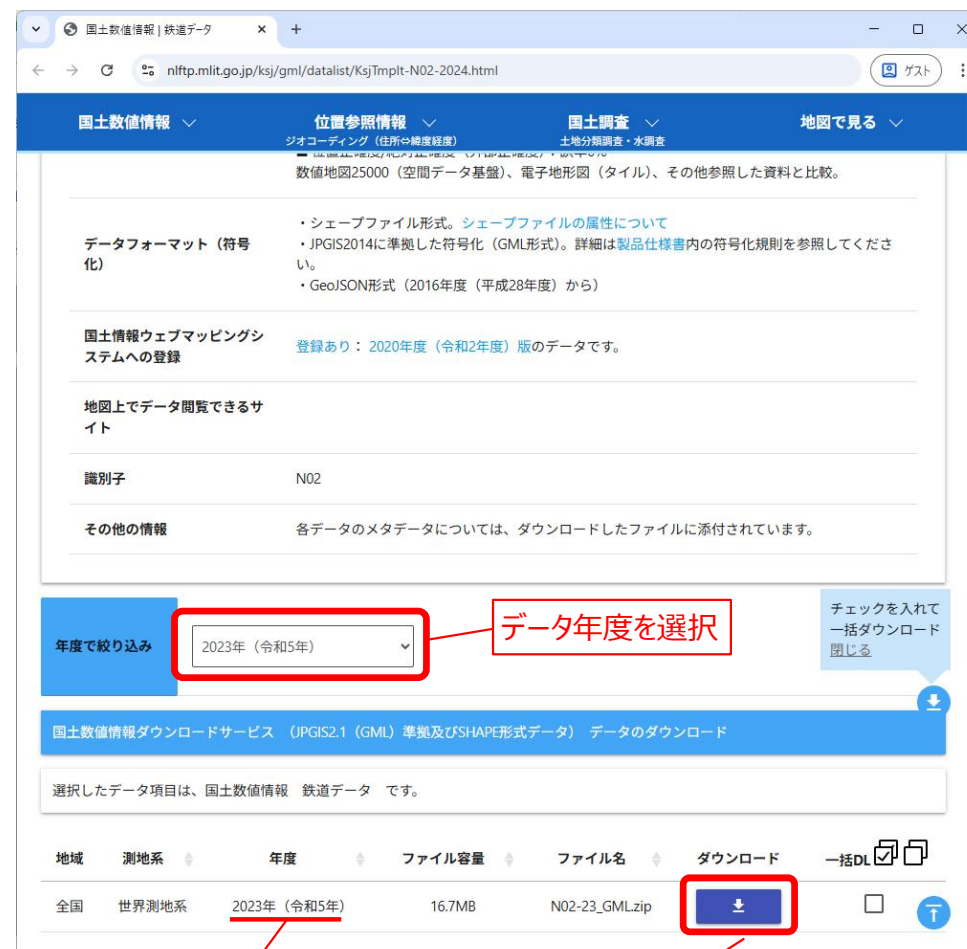 国土数値情報 | 鉄道データ
nlftp.mlit.go.jp/ksj/gml/datalist/KsjTmplt-N02-2024.html
ゲスト
国土数値情報
位置参照情報
ジオコーディング（住所⇔緯度経度）
国土調査
土地分類調査・水調査
地図で見る
数値地図25000（空間データ基盤）、電子地形図（タイル）、その他参照した資料と比較。
データフォーマット（符号
化）
・シェープファイル形式。シェープファイルの属性について
・JPGIS2014に準拠した符号化（GML形式）。詳細は製品仕様書内の符号化規則を参照してくださ
い。
・GeoJSON形式（2016年度（平成28年度）から）
国土情報ウェブマッピングシ
ステムへの登録
登録あり： 2020年度（令和2年度）版のデータです。
地図上でデータ閲覧できるサ
イト
識別子
N02
その他の情報
各データのメタデータについては、ダウンロードしたファイルに添付されています。
年度で絞り込み
2023年（令和5年）
データ年度を選択
チェックを入れて
一括ダウンロード
閉じる
国土数値情報ダウンロードサービス （JPGIS2.1（GML）準拠及びSHAPE形式データ） データのダウンロード
選択したデータ項目は、国土数値情報　鉄道データ　です。
地域 測地系 年度 ファイル容量 ファイル名 ダウンロード 一括DL
全国 世界測地系 2023年（令和5年） 16.7MB N02-23_GML.zip